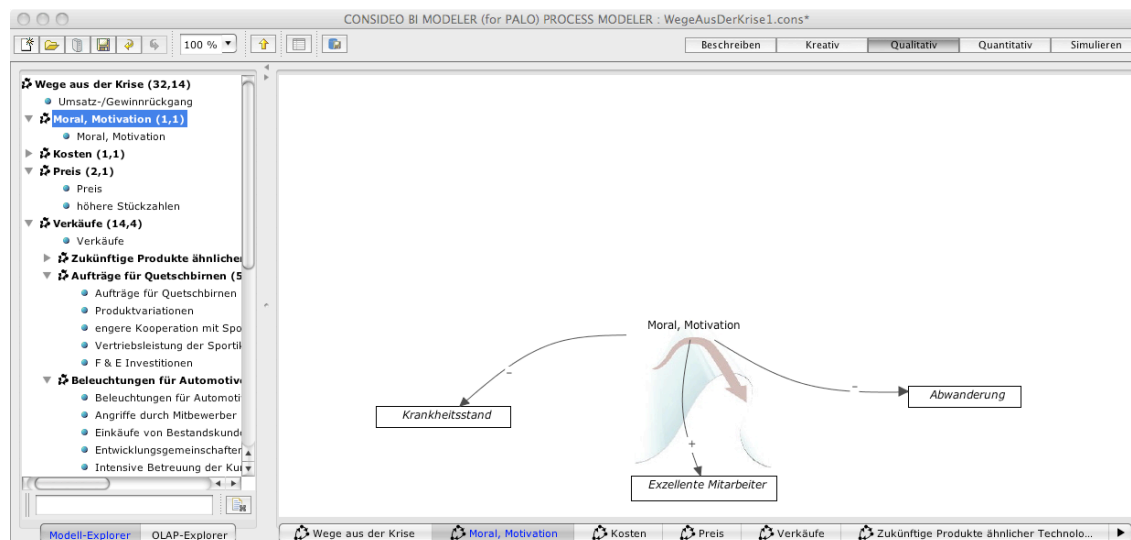 CONSIDEO BI MODELER (for PALO) PROCESS MODELER : WegeAusDerKrise1.cons*
100 %
Beschreiben Kreativ Qualitativ Quantitativ Simulieren
Wege aus der Krise (32,14)
Umsatz-/Gewinnrückgang
Moral, Motivation (1,1)
Moral, Motivation
Kosten (1,1)
Preis (2,1)
Preis
höhere Stückzahlen
Verkäufe (14,4)
Verkäufe
Zukünftige Produkte ähnlicher
Aufträge für Quetschbirnen (5
Aufträge für Quetschbirnen
Produktvariationen
engere Kooperation mit Spo
Vertriebsleistung der Sporti
F & E Investitionen
Beleuchtungen für Automotiv
Beleuchtungen für Automoti
Angriffe durch Mitbewerber
Einkäufe von Bestandskund
Entwicklungsgemeinschafter
Intensive Betreuung der Ku
Modell-Explorer OLAP-Explorer
Moral, Motivation
-
-
+
Krankheitsstand
Abwanderung
Exzellente Mitarbeiter
Wege aus der Krise Moral, Motivation Kosten Preis Verkäufe Zukünftige Produkte ähnlicher Technolo...